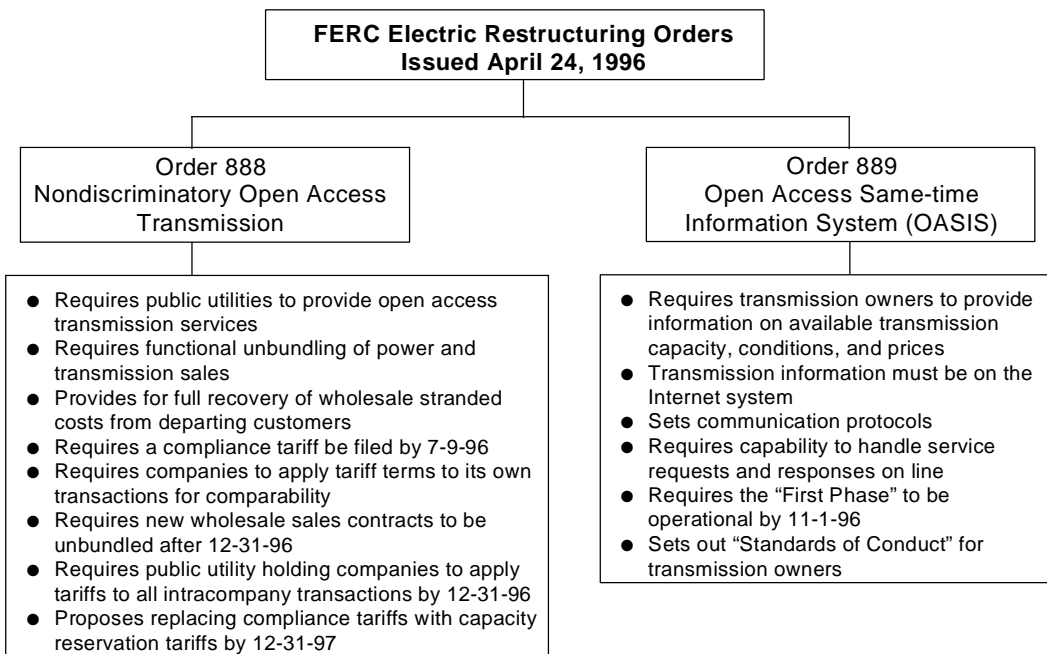 FERC Electric Restructuring Orders
Issued April 24, 1996
Order 888
Nondiscriminatory Open Access
Transmission
● Requires public utilities to provide open access
transmission services
● Requires functional unbundling of power and
transmission sales
● Provides for full recovery of wholesale stranded
costs from departing customers
● Requires a compliance tariff be filed by 7-9-96
● Requires companies to apply tariff terms to its own
transactions for comparability
● Requires new wholesale sales contracts to be
unbundled after 12-31-96
● Requires public utility holding companies to apply
tariffs to all intracompany transactions by 12-31-96
● Proposes replacing compliance tariffs with capacity
reservation tariffs by 12-31-97
Order 889
Open Access Same-time
Information System (OASIS)
● Requires transmission owners to provide
information on available transmission
capacity, conditions, and prices
● Transmission information must be on the
Internet system
● Sets communication protocols
● Requires capability to handle service
requests and responses on line
● Requires the “First Phase” to be
operational by 11-1-96
● Sets out “Standards of Conduct” for
transmission owners